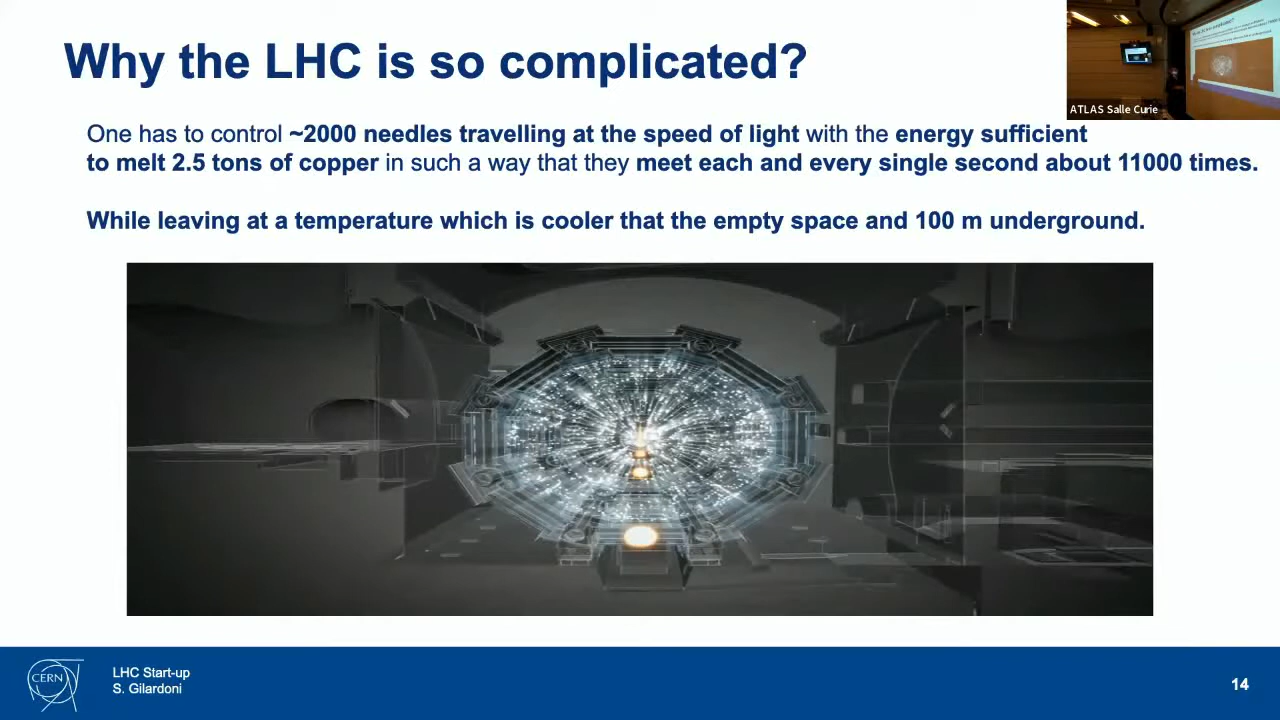 Why the LHC is so complicated?
ATLAS Salle Curie
One has to control ~2000 needles travelling at the speed of light with the energy sufficient
to melt 2.5 tons of copper in such a way that they meet each and every single second about 11000 times.
While leaving at a temperature which is cooler that the empty space and 100 m underground.
CERN
LHC Start-up
S. Gilardoni
14